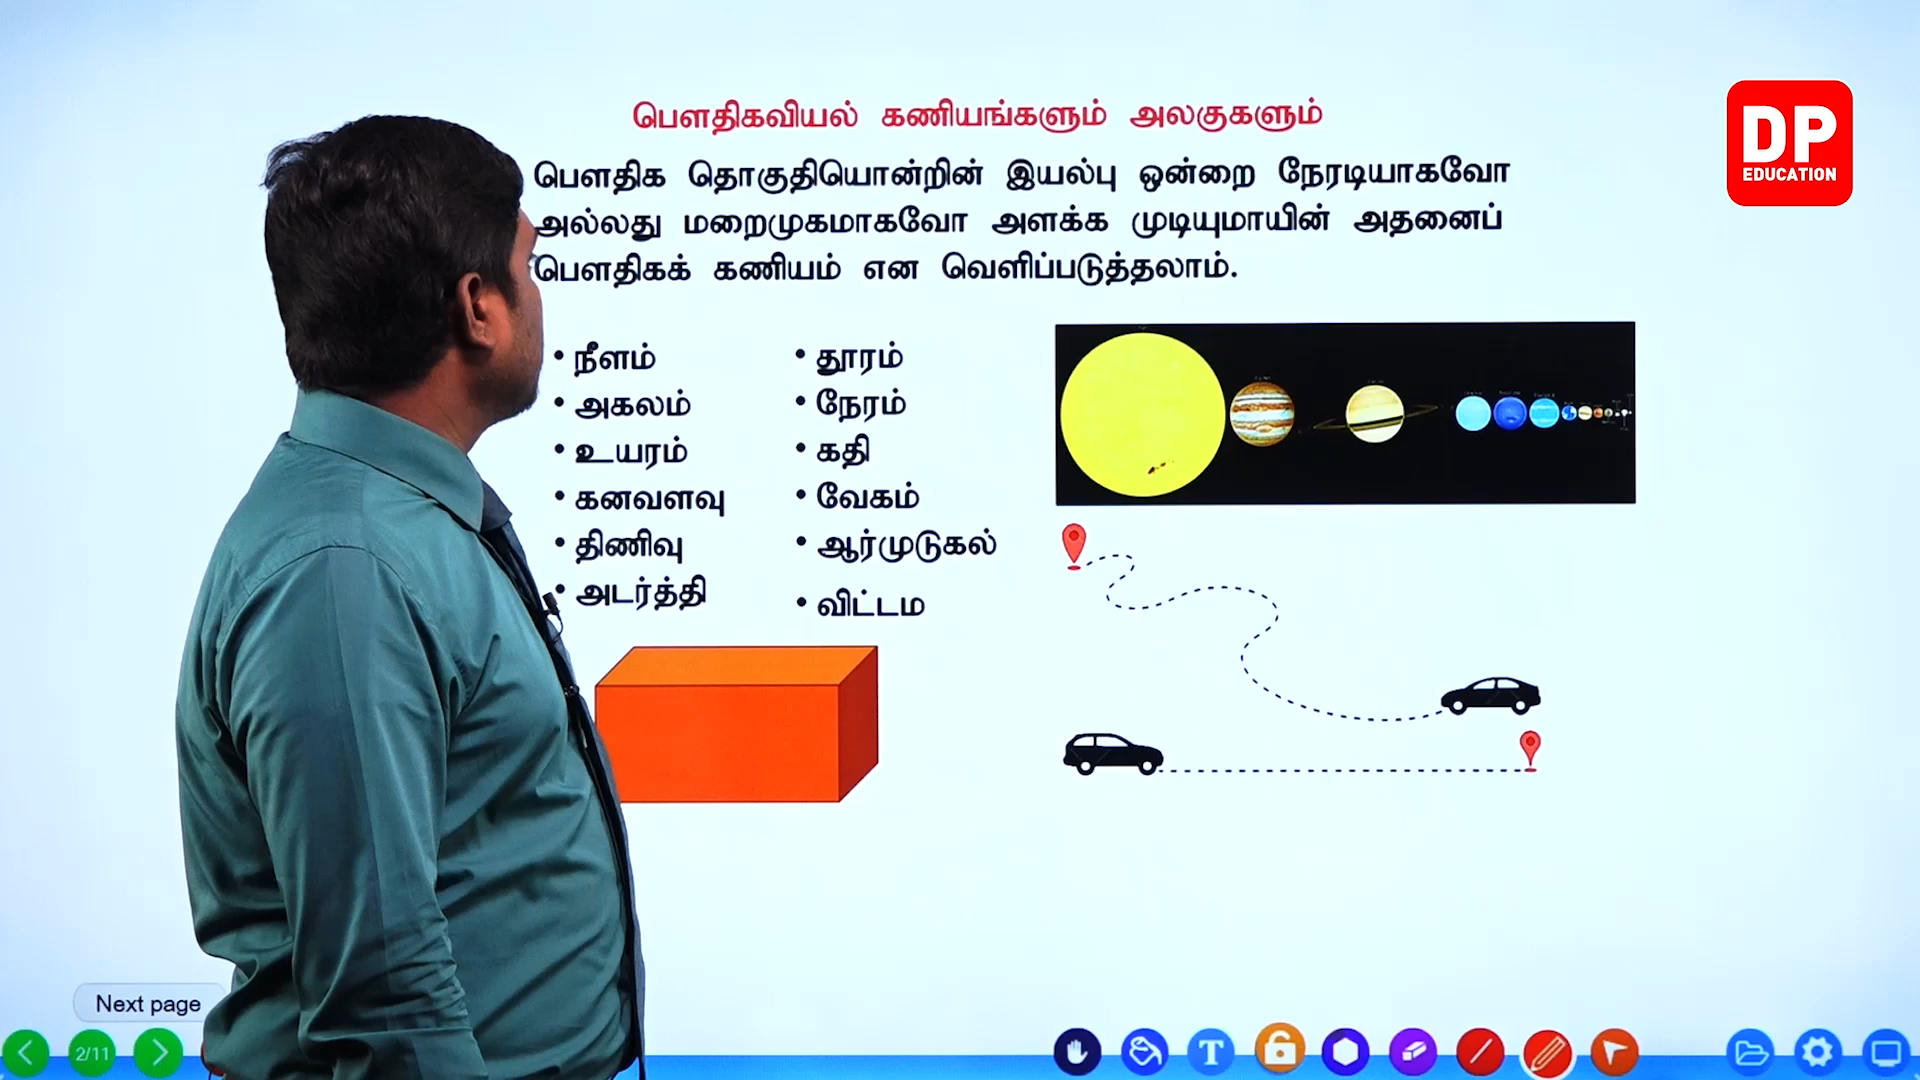 பௌதிகவியல் கணியங்களும் அலகுகளும்
DP
EDUCATION
பௌதிக தொகுதியொன்றின் இயல்பு ஒன்றை நேரடியாகவோ
அல்லது மறைமுகமாகவோ அளக்க முடியுமாயின் அதனைப்
பௌதிகக் கணியம் என வெளிப்படுத்தலாம்.
• நீளம்
• அகலம்
• உயரம்
• கனவளவு
• திணிவு
• அடர்த்தி
• தூரம்
• நேரம்
• கதி
• வேகம்
• ஆர்முடுகல்
• விட்டம
Next page
2/11
T